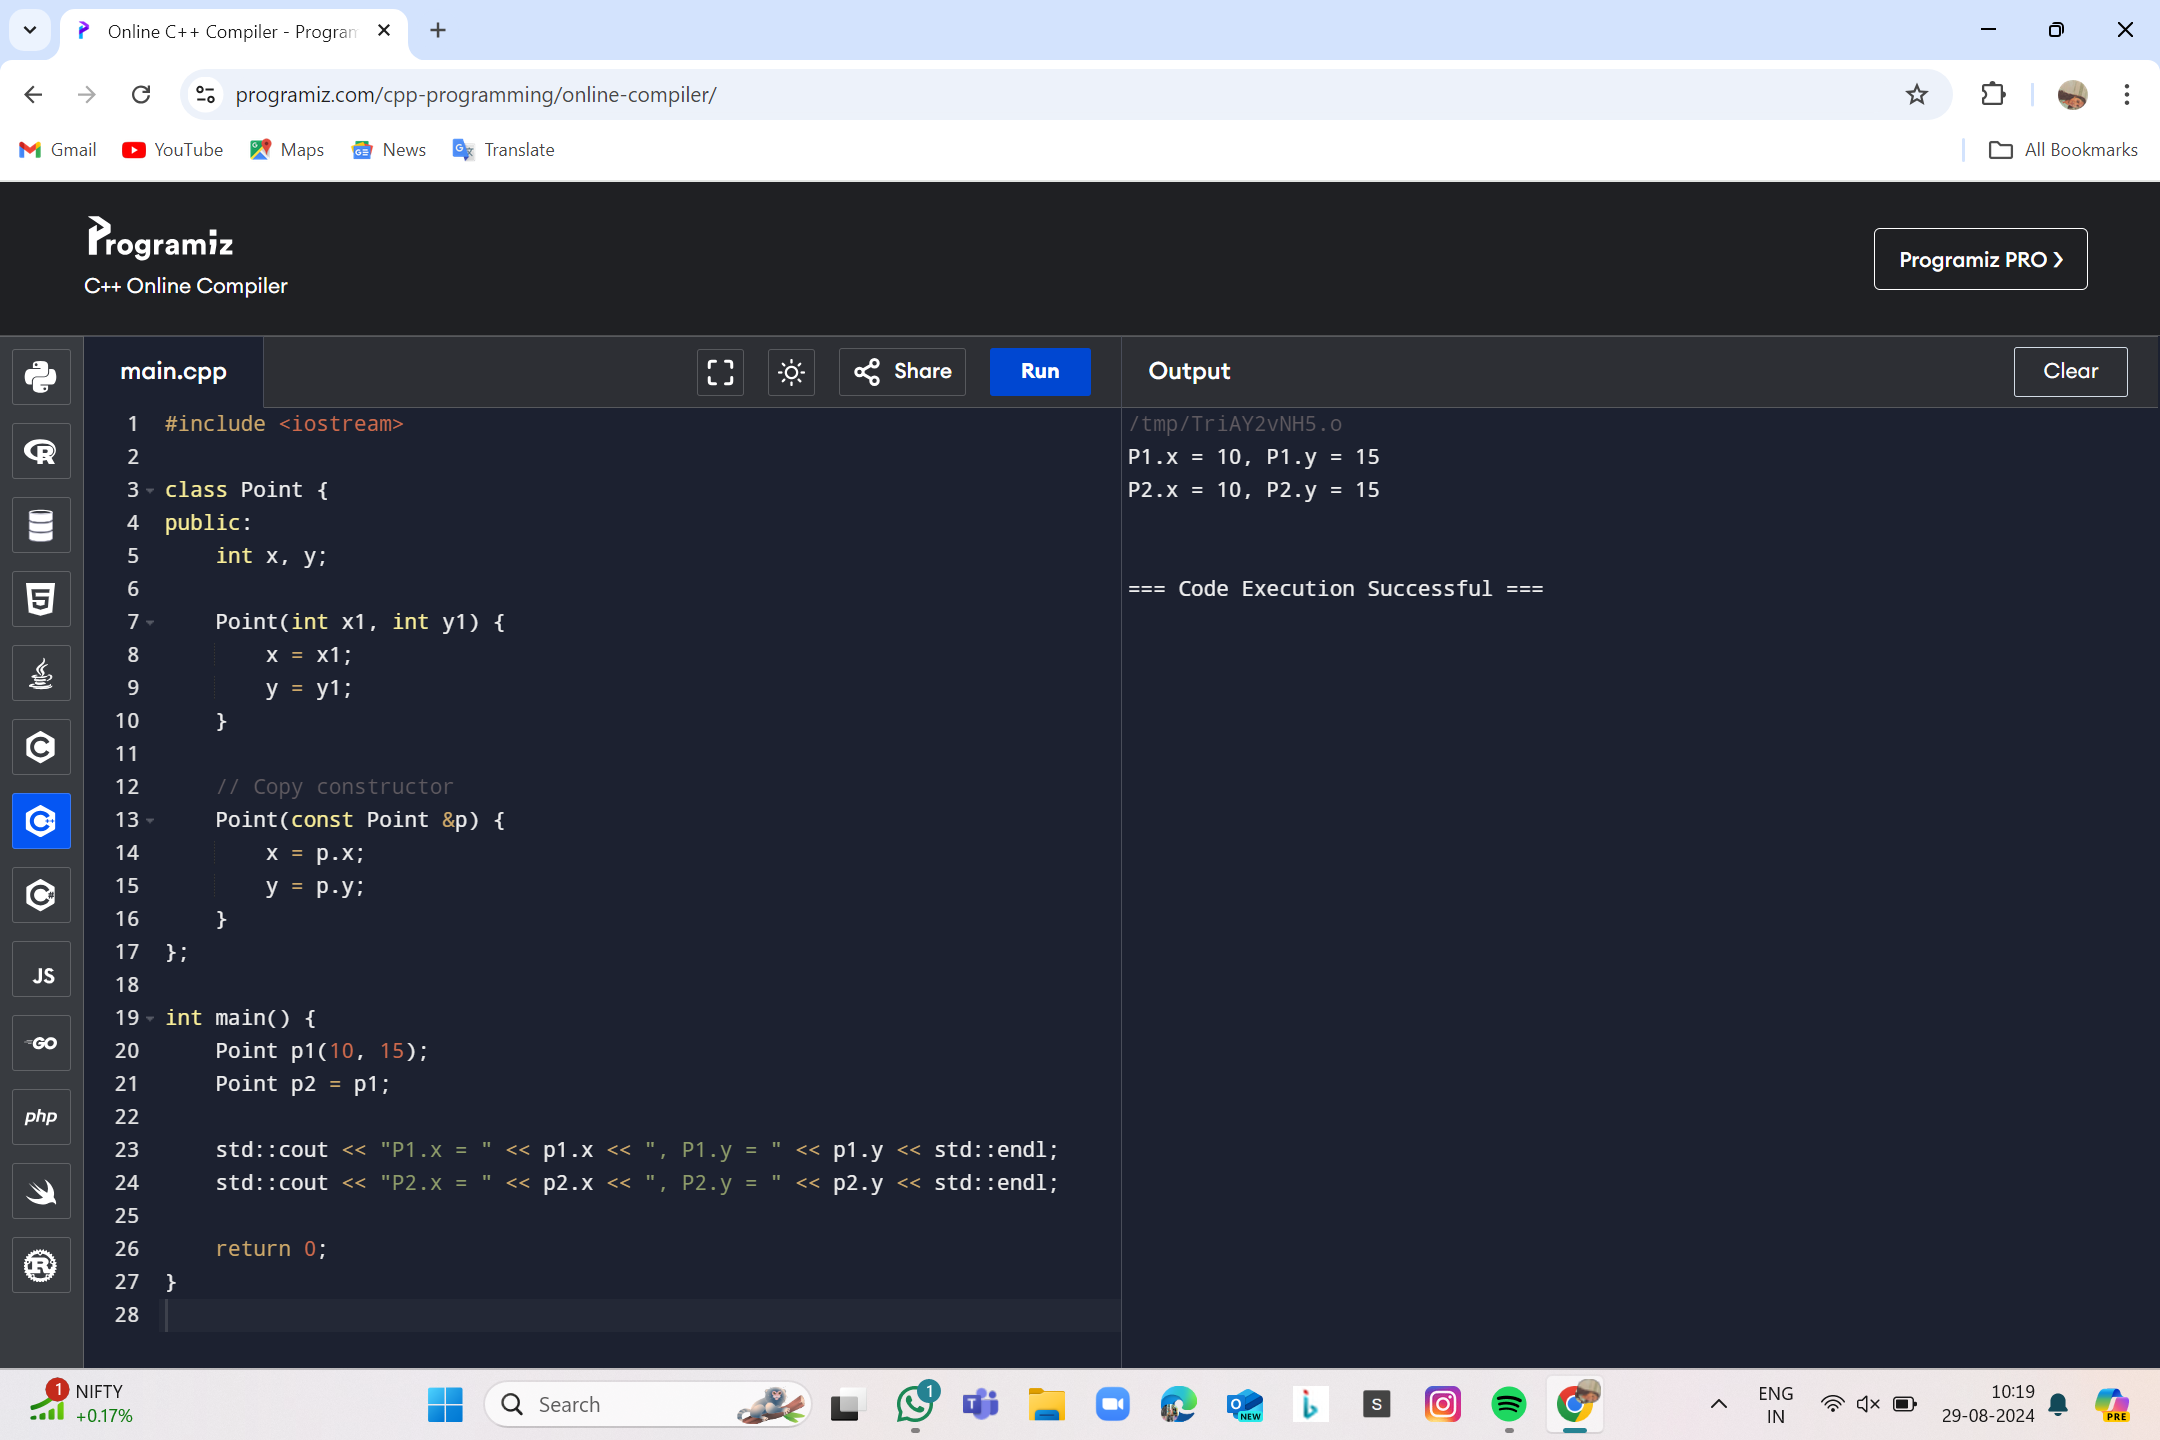 Online C++ Compiler - Program
programiz.com/cpp-programming/online-compiler/
Gmail YouTube Maps News Translate All Bookmarks
Programiz
C++ Online Compiler
Programiz PRO ❯
main.cpp Share Run Output Clear
1 #include <iostream>
2
3 class Point {
4 public:
5     int x, y;
6
7     Point(int x1, int y1) {
8         x = x1;
9         y = y1;
10     }
11
12     // Copy constructor
13     Point(const Point &p) {
14         x = p.x;
15         y = p.y;
16     }
17 };
18
19 int main() {
20     Point p1(10, 15);
21     Point p2 = p1;
22
23     std::cout << "P1.x = " << p1.x << ", P1.y = " << p1.y << std::endl;
24     std::cout << "P2.x = " << p2.x << ", P2.y = " << p2.y << std::endl;
25
26     return 0;
27 }
28
/tmp/TriAY2vNH5.o
P1.x = 10, P1.y = 15
P2.x = 10, P2.y = 15
=== Code Execution Successful ===
JS
GO
php
1 NIFTY
+0.17%
Search
1
NEW
S
ENG
IN
10:19
29-08-2024
PRE